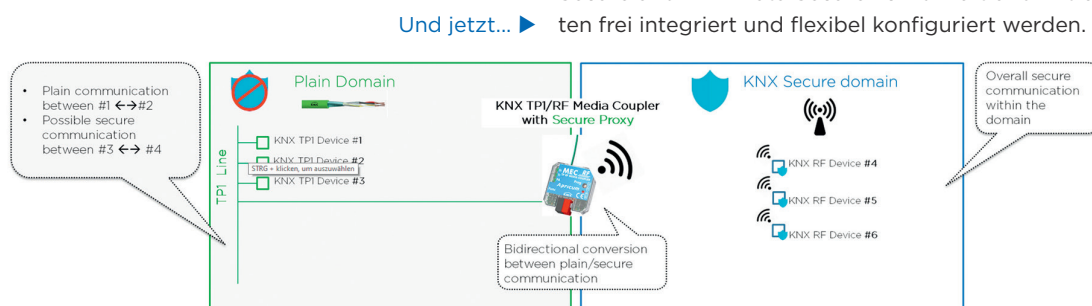 Und jetzt... ▶ ten frei integriert und flexibel konfiguriert werden.
• Plain communication
between #1 ←→#2
• Possible secure
communication
between #3 ←→ #4
Plain Domain
TP1 Line
KNX TP1 Device #1
KNX TP1 Device #2
STRG + klicken, um auszuwählen
KNX TP1 Device #3
KNX TP1/RF Media Coupler
with Secure Proxy
MEC
Apricum
Bidirectional conversion
between plain/secure
communication
KNX Secure domain
KNX RF Device #4
KNX RF Device #5
KNX RF Device #6
Overall secure
communication
within the
domain